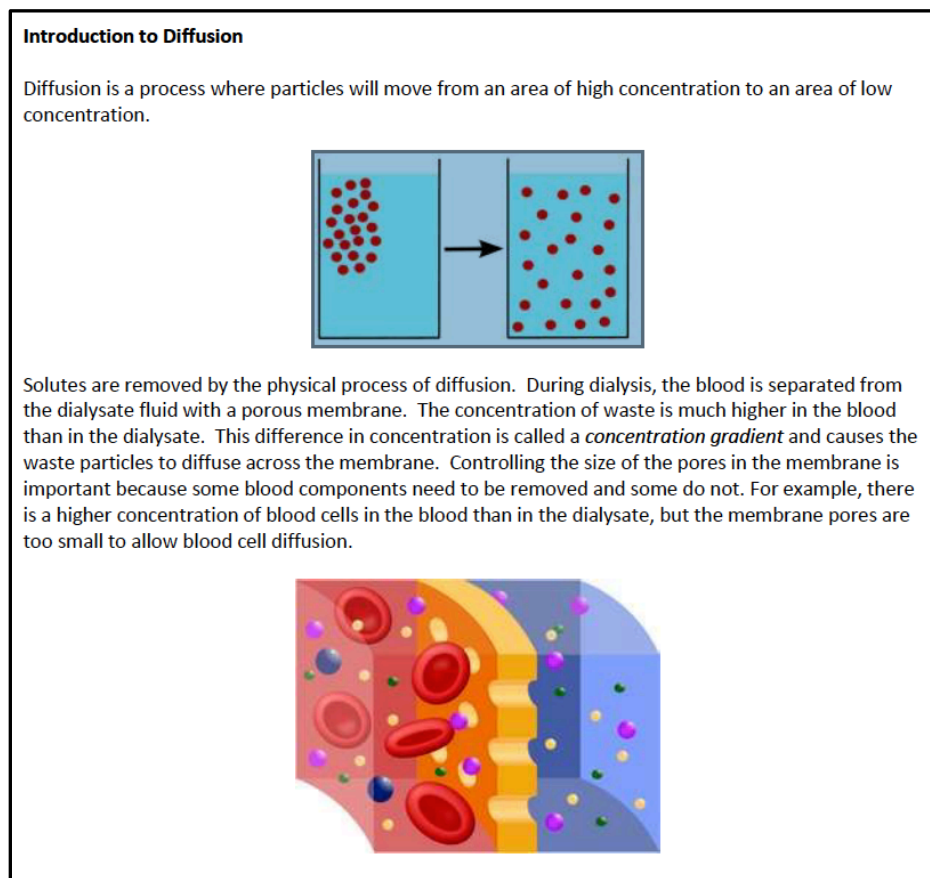 Introduction to Diffusion
Diffusion is a process where particles will move from an area of high concentration to an area of low
concentration.
Solutes are removed by the physical process of diffusion.  During dialysis, the blood is separated from
the dialysate fluid with a porous membrane.  The concentration of waste is much higher in the blood
than in the dialysate.  This difference in concentration is called a concentration gradient and causes the
waste particles to diffuse across the membrane.  Controlling the size of the pores in the membrane is
important because some blood components need to be removed and some do not. For example, there
is a higher concentration of blood cells in the blood than in the dialysate, but the membrane pores are
too small to allow blood cell diffusion.